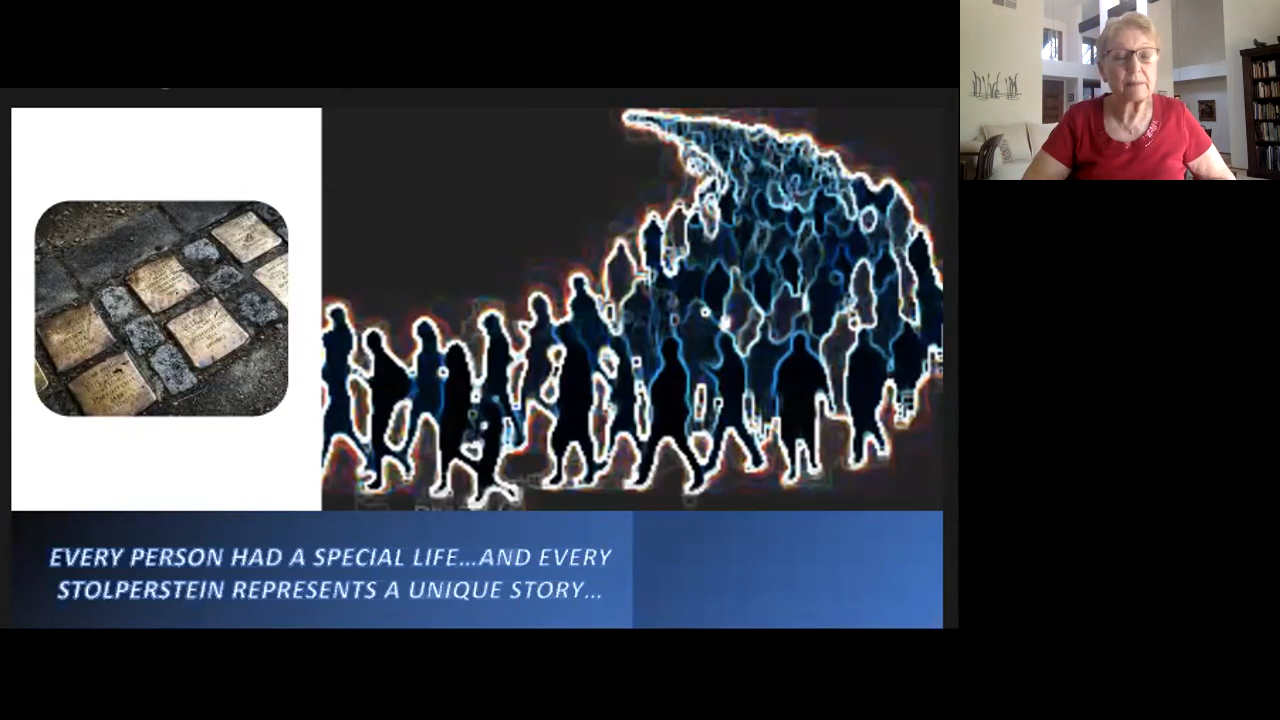 EVERY PERSON HAD A SPECIAL LIFE...AND EVERY
STOLPERSTEIN REPRESENTS A UNIQUE STORY...